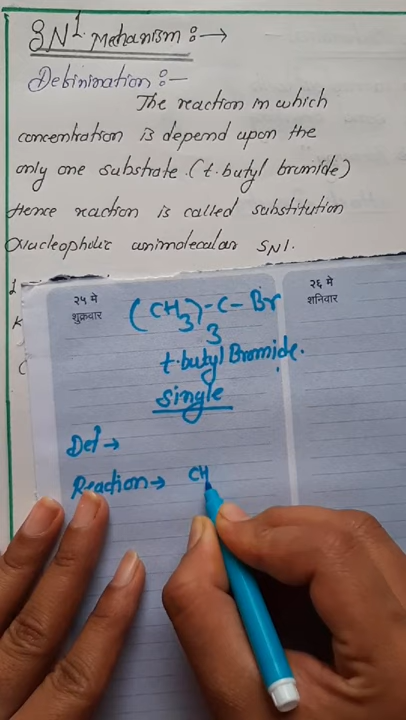 SN1 Mechanism :→
Debinination :-
The reaction in which
concentration is depend upon the
only one substrate. (t.butyl bromide)
Hence reaction is called substitution
Nucleophilic unimolecular SN1.
२५ मे
शुक्रवार
२६ मे
शनिवार
(CH3)3-C-Br
t.butyl Bromide.
Single
Def →
Reaction → CH